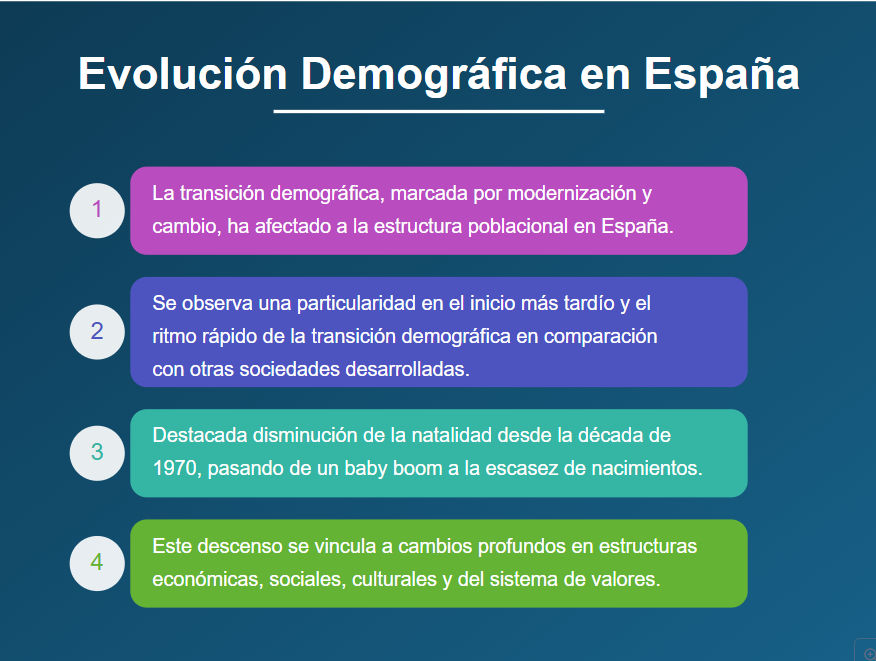 Evolución Demográfica en España
1
La transición demográfica, marcada por modernización y
cambio, ha afectado a la estructura poblacional en España.
2
Se observa una particularidad en el inicio más tardío y el
ritmo rápido de la transición demográfica en comparación
con otras sociedades desarrolladas.
3
Destacada disminución de la natalidad desde la década de
1970, pasando de un baby boom a la escasez de nacimientos.
4
Este descenso se vincula a cambios profundos en estructuras
económicas, sociales, culturales y del sistema de valores.